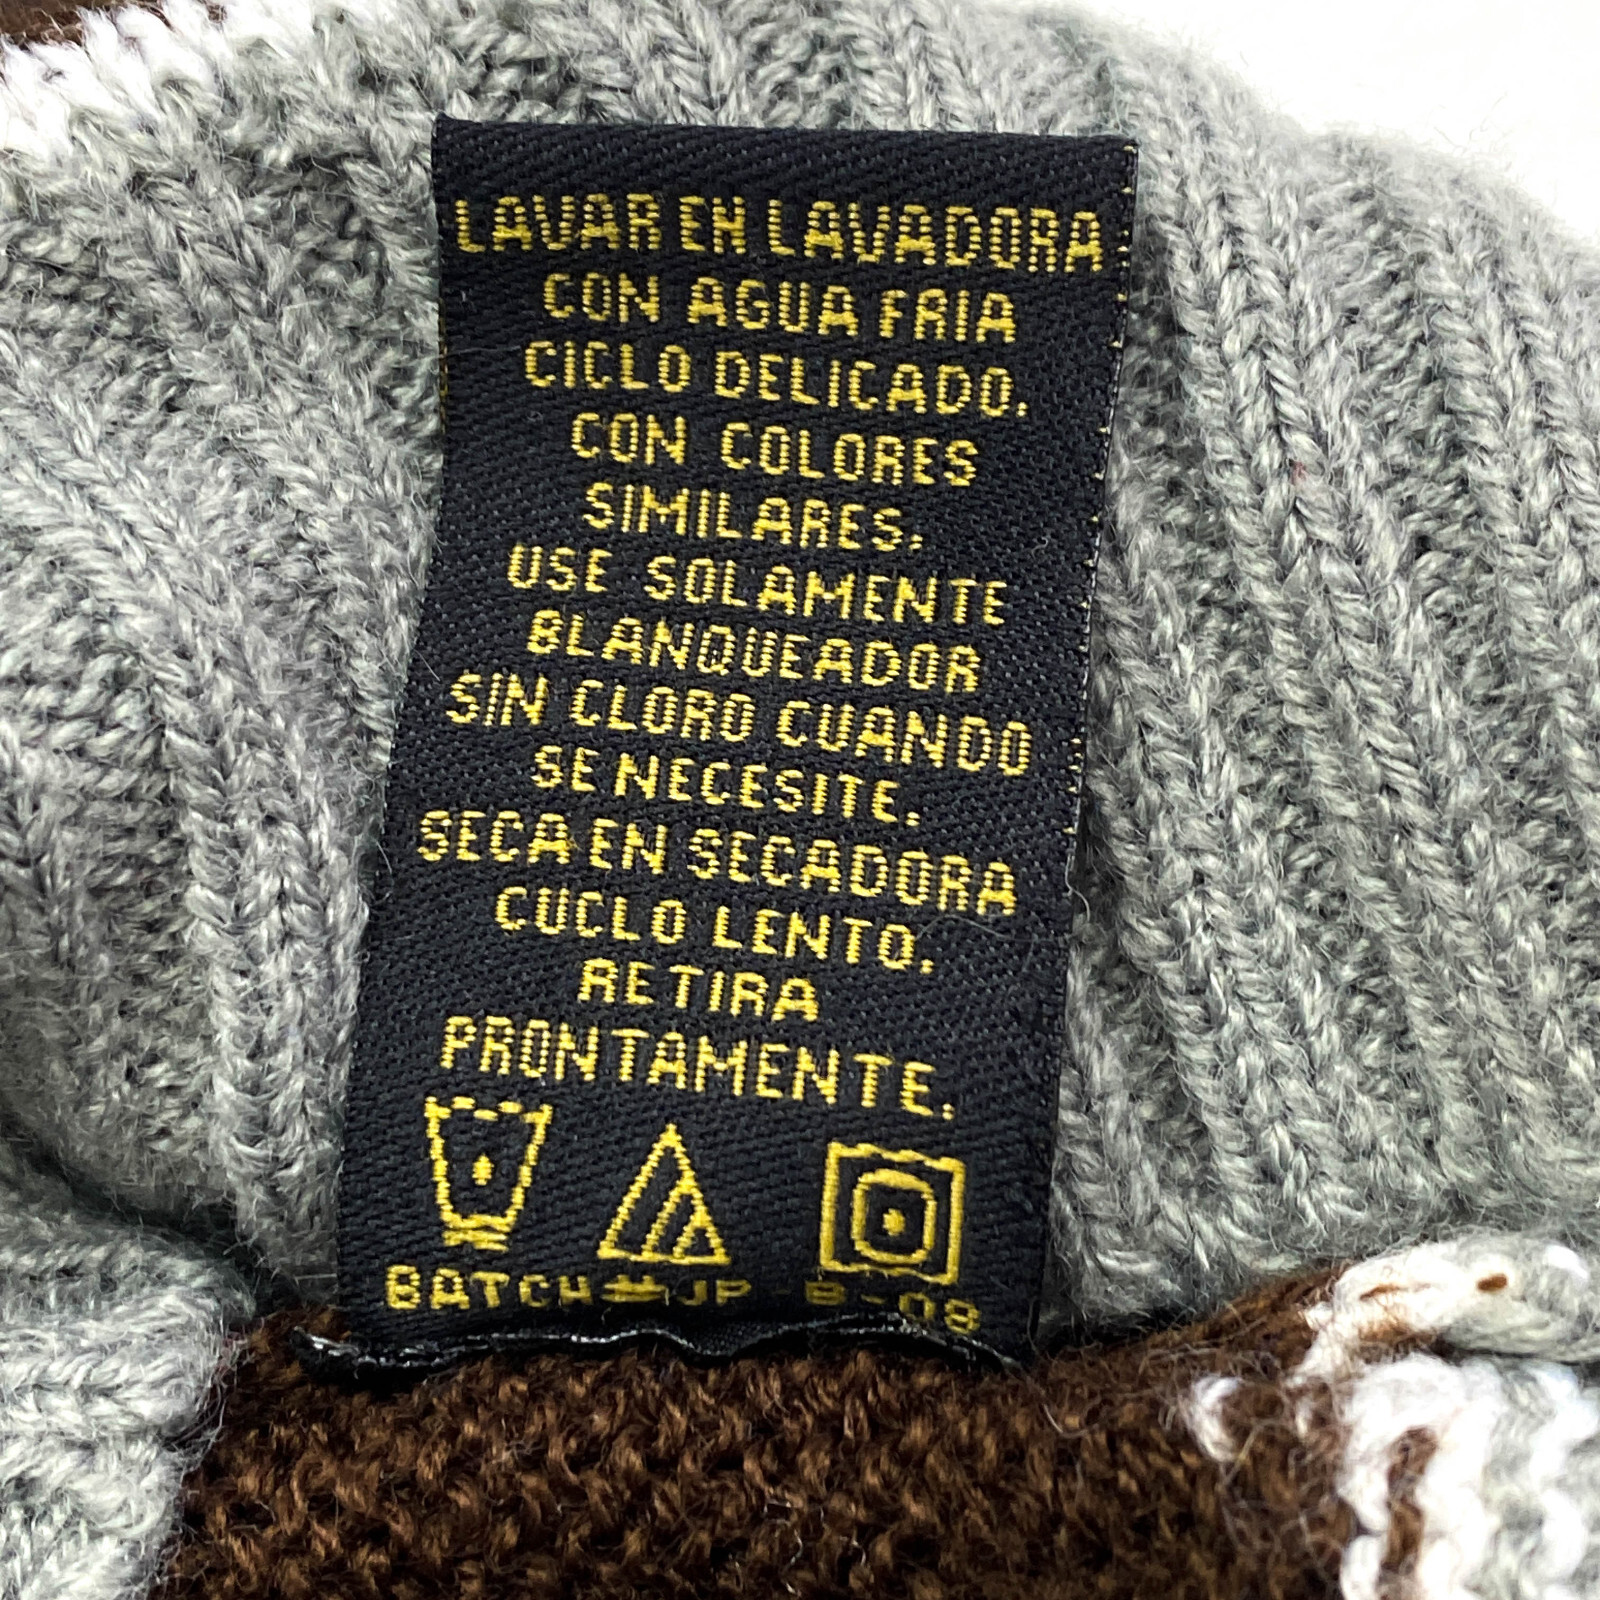 LAVAR EN LAVADORA
CON AGUA FRIA
CICLO DELICADO.
CON COLORES
SIMILARES.
USE SOLAMENTE
BLANQUEADOR
SIN CLORO CUANDO
SE NECESITE.
SECA EN SECADORA
CUCLO LENTO.
RETIRA
PRONTAMENTE.
BATCH#JP-B-08